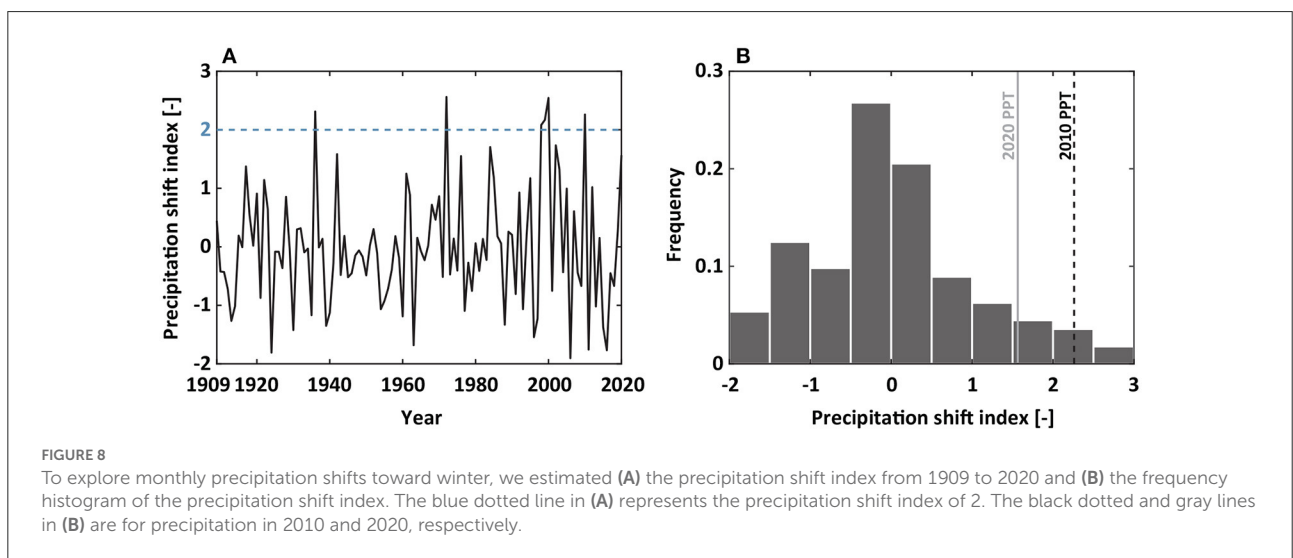 A
3
2
1
0
-1
-2
Precipitation shift index [-]
1909 1920 1940 1960 1980 2000 2020
Year
B
0.3
0.2
0.1
0
Frequency
2020 PPT
2010 PPT
-2 -1 0 1 2 3
Precipitation shift index [-]
FIGURE 8
To explore monthly precipitation shifts toward winter, we estimated (A) the precipitation shift index from 1909 to 2020 and (B) the frequency
histogram of the precipitation shift index. The blue dotted line in (A) represents the precipitation shift index of 2. The black dotted and gray lines
in (B) are for precipitation in 2010 and 2020, respectively.